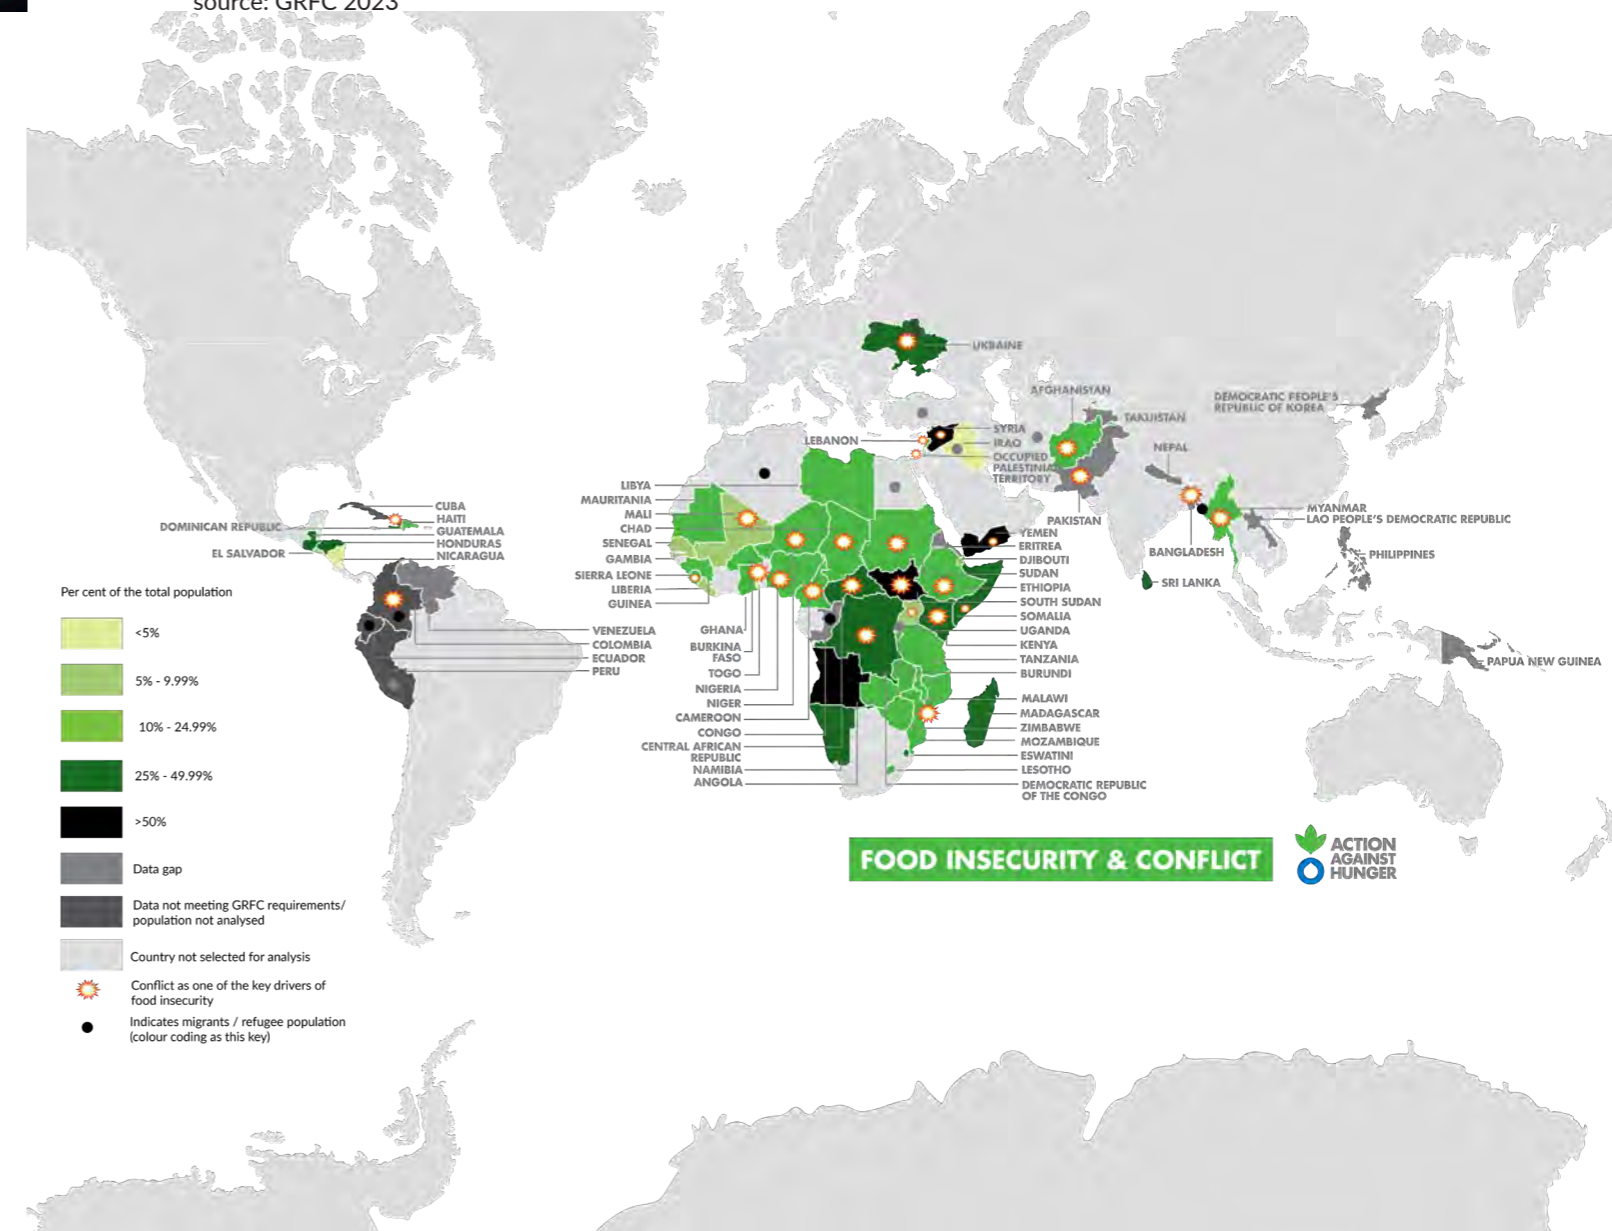 source: GRFC 2023
UKRAINE
AFGHANISTAN
TAKIJISTAN
DEMOCRATIC PEOPLE'S
REPUBLIC OF KOREA
NEPAL
LEBANON
SYRIA
IRAQ
OCCUPIED
PALESTINIAN
TERRITORY
PAKISTAN
BANGLADESH
MYANMAR
LAO PEOPLE'S DEMOCRATIC REPUBLIC
PHILIPPINES
SRI LANKA
PAPUA NEW GUINEA
CUBA
HAITI
DOMINICAN REPUBLIC
GUATEMALA
HONDURAS
EL SALVADOR
NICARAGUA
VENEZUELA
COLOMBIA
ECUADOR
PERU
LIBYA
MAURITANIA
MALI
CHAD
SENEGAL
GAMBIA
SIERRA LEONE
LIBERIA
GUINEA
GHANA
BURKINA
FASO
TOGO
NIGERIA
NIGER
CAMEROON
CONGO
CENTRAL AFRICAN
REPUBLIC
NAMIBIA
ANGOLA
YEMEN
ERITREA
DJIBOUTI
SUDAN
ETHIOPIA
SOUTH SUDAN
SOMALIA
UGANDA
KENYA
TANZANIA
BURUNDI
MALAWI
MADAGASCAR
ZIMBABWE
MOZAMBIQUE
ESWATINI
LESOTHO
DEMOCRATIC REPUBLIC
OF THE CONGO
Per cent of the total population
<5%
5% - 9.99%
10% - 24.99%
25% - 49.99%
>50%
Data gap
Data not meeting GRFC requirements/
population not analysed
Country not selected for analysis
Conflict as one of the key drivers of
food insecurity
Indicates migrants / refugee population
(colour coding as this key)
FOOD INSECURITY & CONFLICT
ACTION
AGAINST
HUNGER